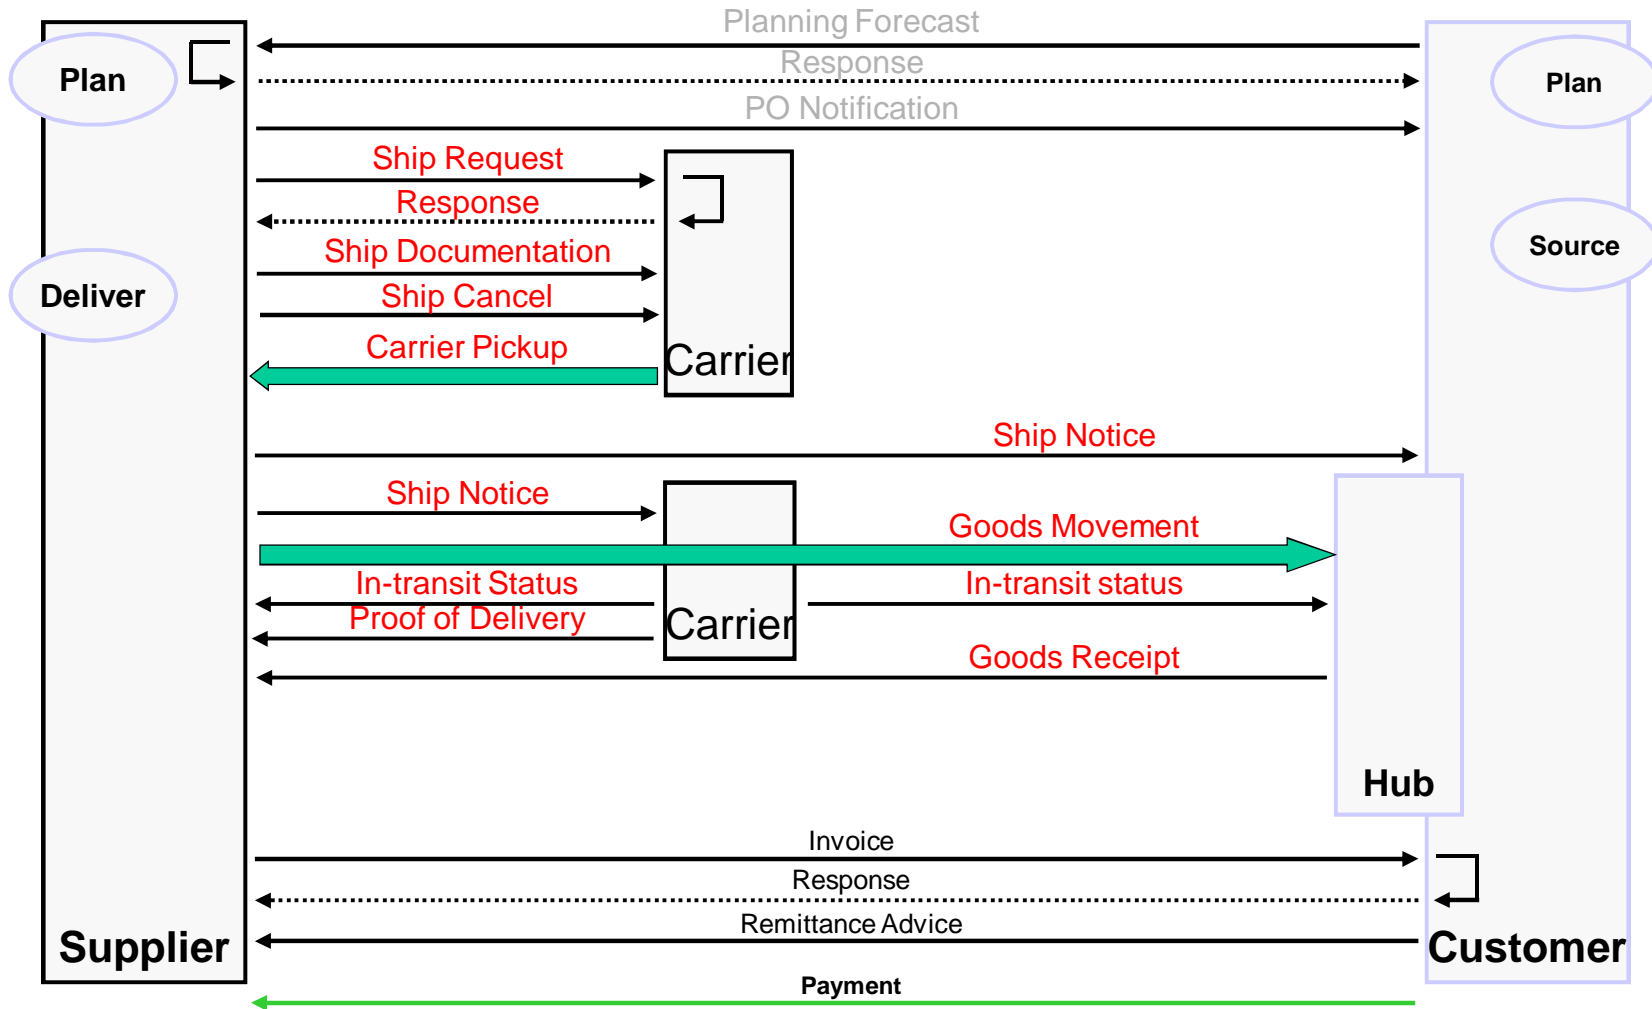 Planning Forecast
Response
Plan
Plan
PO Notification
Ship Request
Response
Source
Ship Documentation
Deliver
Ship Cancel
Carrier Pickup
Carrier
Ship Notice
Ship Notice
Goods Movement
In-transit Status
In-transit status
Proof of Delivery
Carrier
Goods Receipt
Hub
Invoice
Response
Remittance Advice
Supplier
Customer
Payment